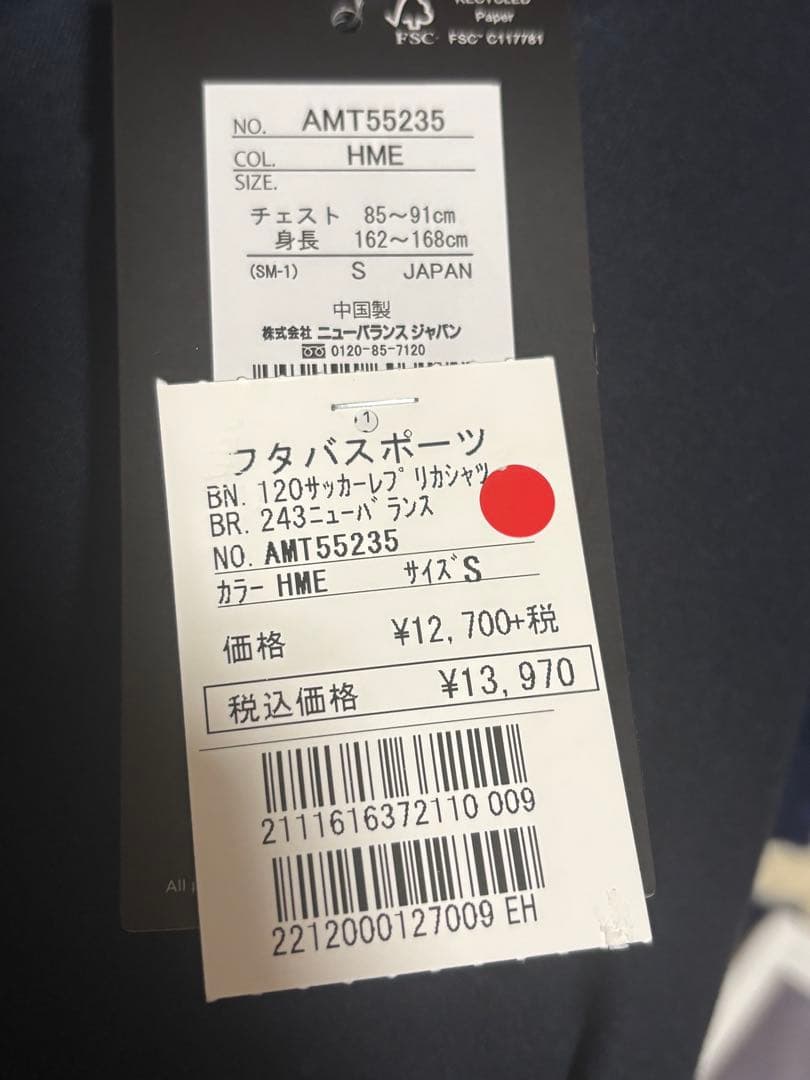 RECYCLED
Paper
FSC FSC™ C117761
NO. AMT55235
COL. HME
SIZE.
チェスト 85～91cm
身長 162～168cm
(SM-1) S JAPAN
中国製
株式会社 ニューバランス ジャパン
0120-85-7120
1
フタバスポーツ
BN. 120サッカーレプリカシャツ
BR. 243ニューバランス
NO. AMT55235
カラー HME サイズ S
価格 ¥12,700+税
税込価格 ¥13,970
2111616372110 009
2212000127009 EH
All